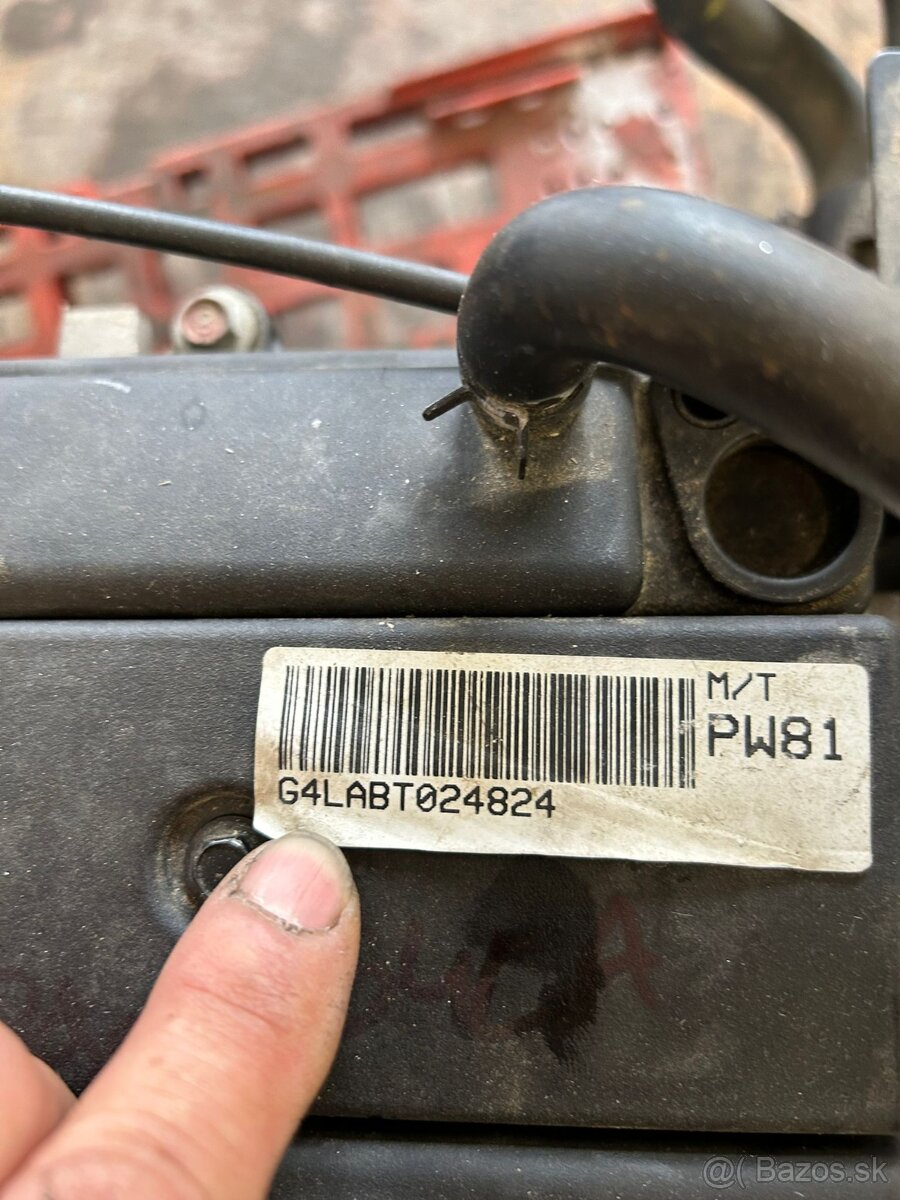 M/T
PW81
G4LABT024824
@( Bazos.sk